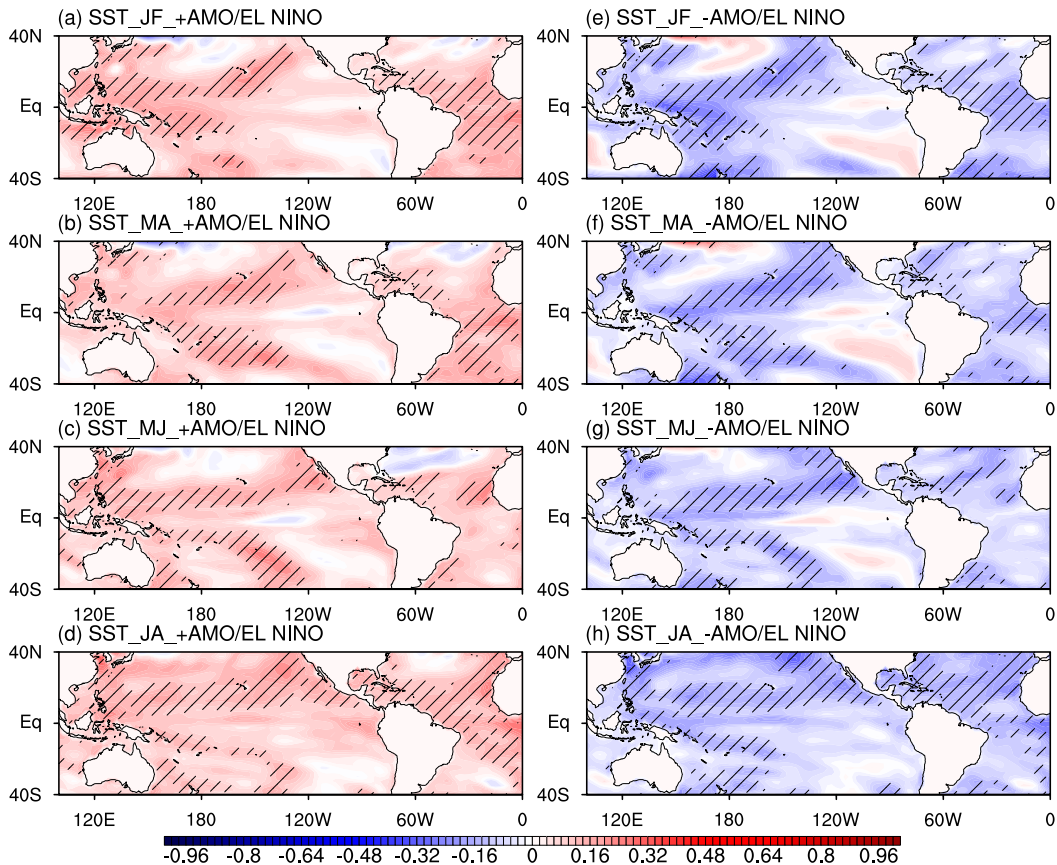 (a) SST_JF_+AMO/EL NINO
40N
Eq
40S
120E 180 120W 60W 0
(b) SST_MA_+AMO/EL NINO
40N
Eq
40S
120E 180 120W 60W 0
(c) SST_MJ_+AMO/EL NINO
40N
Eq
40S
120E 180 120W 60W 0
(d) SST_JA_+AMO/EL NINO
40N
Eq
40S
120E 180 120W 60W 0
(e) SST_JF_-AMO/EL NINO
40N
Eq
40S
120E 180 120W 60W 0
(f) SST_MA_-AMO/EL NINO
40N
Eq
40S
120E 180 120W 60W 0
(g) SST_MJ_-AMO/EL NINO
40N
Eq
40S
120E 180 120W 60W 0
(h) SST_JA_-AMO/EL NINO
40N
Eq
40S
120E 180 120W 60W 0
-0.96 -0.8 -0.64 -0.48 -0.32 -0.16 0 0.16 0.32 0.48 0.64 0.8 0.96